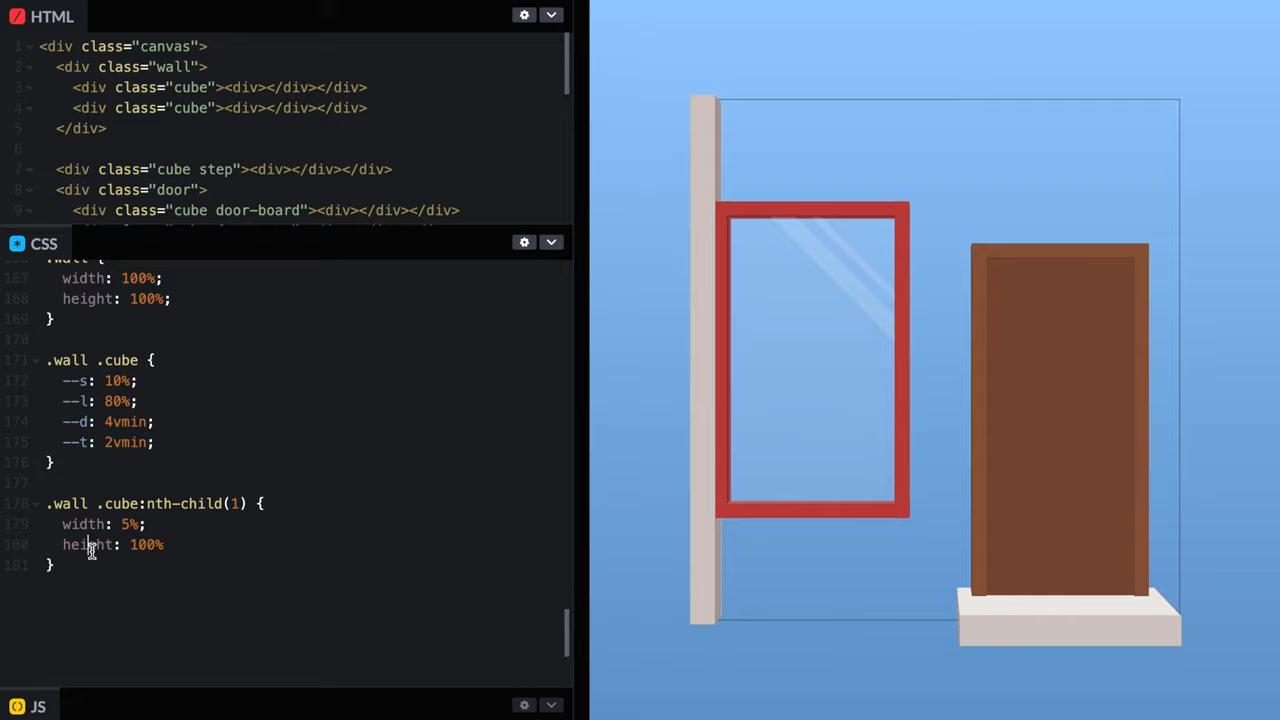 HTML
1 <div class="canvas">
2 <div class="wall">
3 <div class="cube"><div></div></div>
4 <div class="cube"><div></div></div>
5 </div>
6
7 <div class="cube step"><div></div></div>
8 <div class="door">
9 <div class="cube door-board"><div></div></div>
CSS
167 width: 100%;
168 height: 100%;
169 }
170
171 .wall .cube {
172 --s: 10%;
173 --l: 80%;
174 --d: 4vmin;
175 --t: 2vmin;
176 }
177
178 .wall .cube:nth-child(1) {
179 width: 5%;
180 height: 100%
181 }
JS